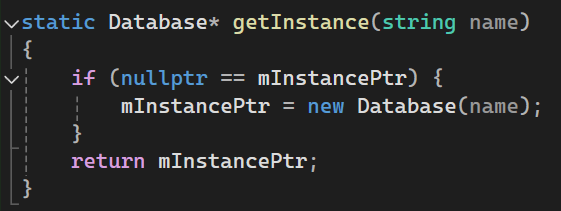 static Database* getInstance(string name)
{
    if (nullptr == mInstancePtr) {
        mInstancePtr = new Database(name);
    }
    return mInstancePtr;
}